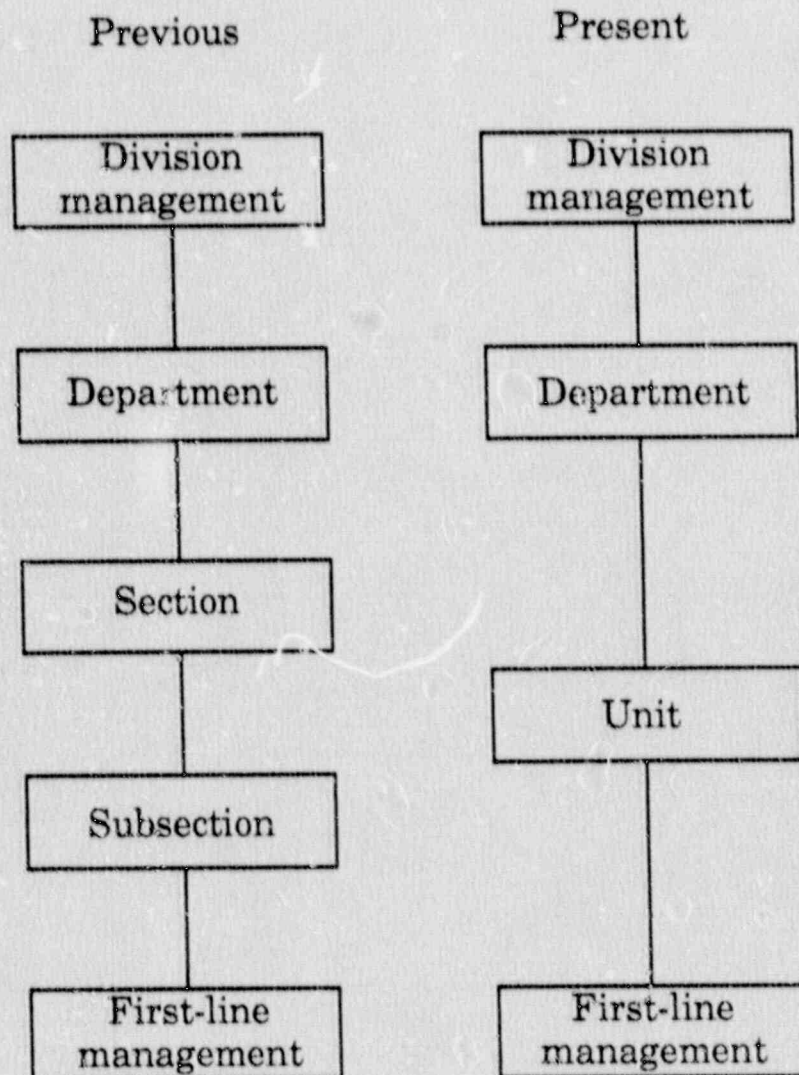 Previous
Division
management
Department
Section
Subsection
First-line
management
Present
Division
management
Department
Unit
First-line
management